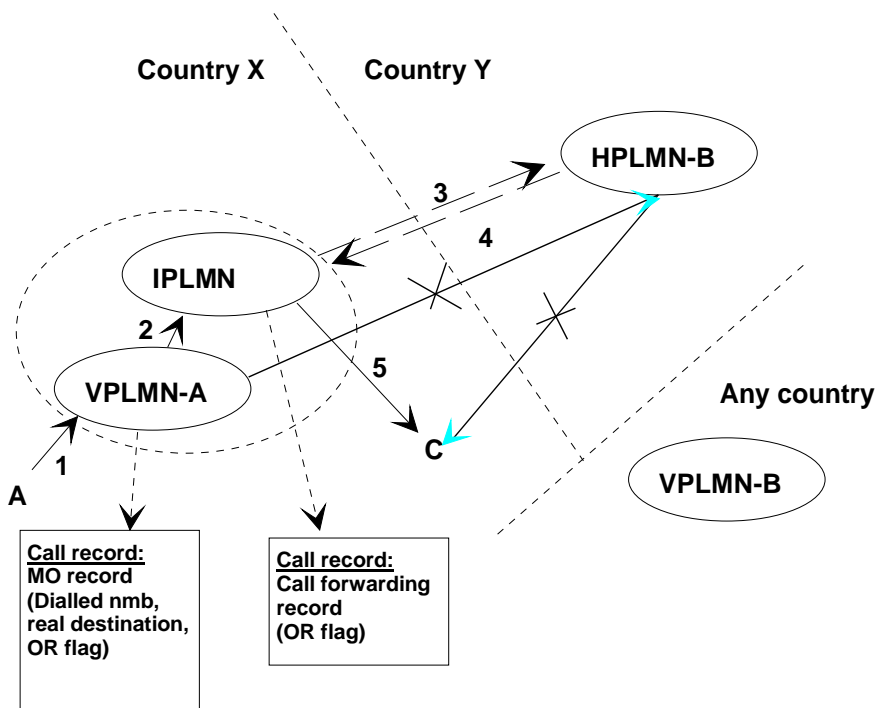 Country X
Country Y
HPLMN-B
3
4
IPLMN
2
5
VPLMN-A
Any country
C
1
A
VPLMN-B
Call record:
MO record
(Dialled nmb,
real destination,
OR flag)
Call record:
Call forwarding
record
(OR flag)